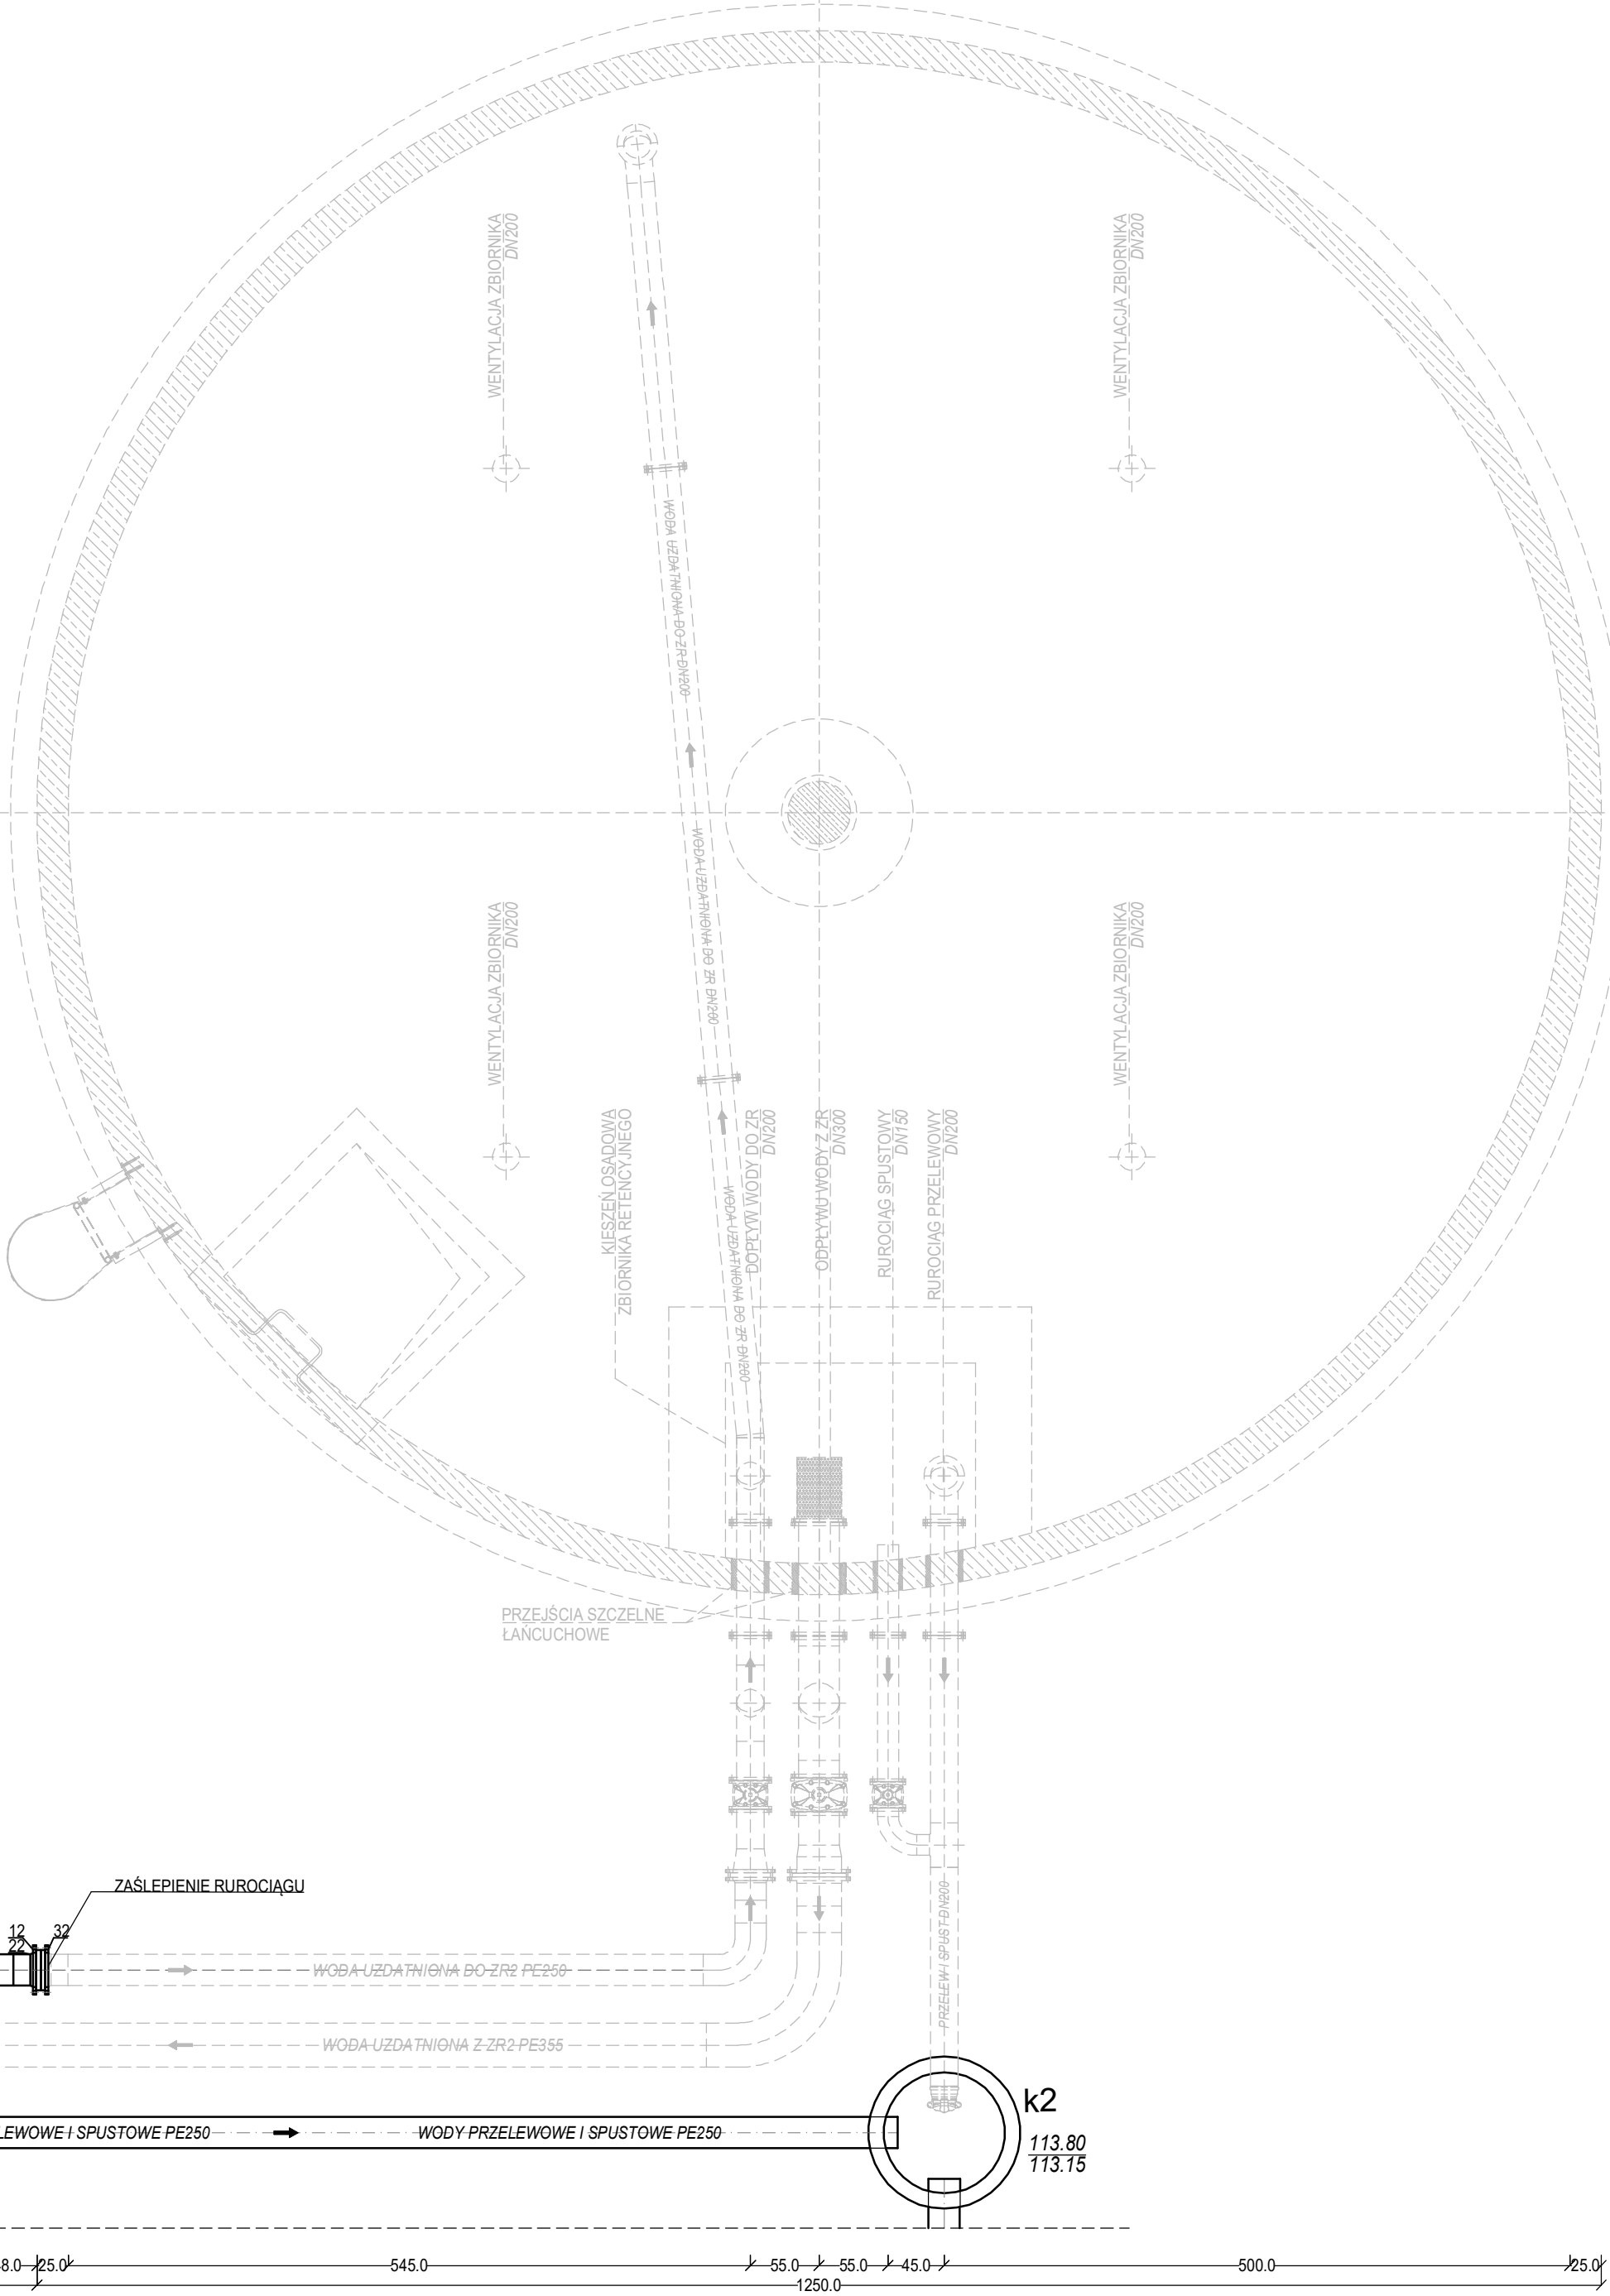 WENTYLACJA ZBIORNIKA
DN200
WENTYLACJA ZBIORNIKA
DN200
WODA UZDATNIONA DO ZR DN200
WODA UZDATNIONA DO ZR DN200
WENTYLACJA ZBIORNIKA
DN200
WENTYLACJA ZBIORNIKA
DN200
KIESZEŃ OSADOWA
ZBIORNIKA RETENCYJNEGO
WODA UZDATNIONA DO ZR DN200
DOPŁYW WODY DO ZR
DN200
ODPŁYWU WODY Z ZR
DN300
RUROCIĄG SPUSTOWY
DN150
RUROCIĄG PRZELEWOWY
DN200
PRZEJŚCIA SZCZELNE
ŁAŃCUCHOWE
ZAŚLEPIENIE RUROCIĄGU
12
22
32
WODA UZDATNIONA DO ZR2 PE250
PRZELEW I SPUST DN200
WODA UZDATNIONA Z ZR2 PE355
k2
LEWOWE I SPUSTOWE PE250
WODY PRZELEWOWE I SPUSTOWE PE250
113.80
113.15
8.0
25.0
545.0
55.0
55.0
45.0
500.0
25.0
1250.0